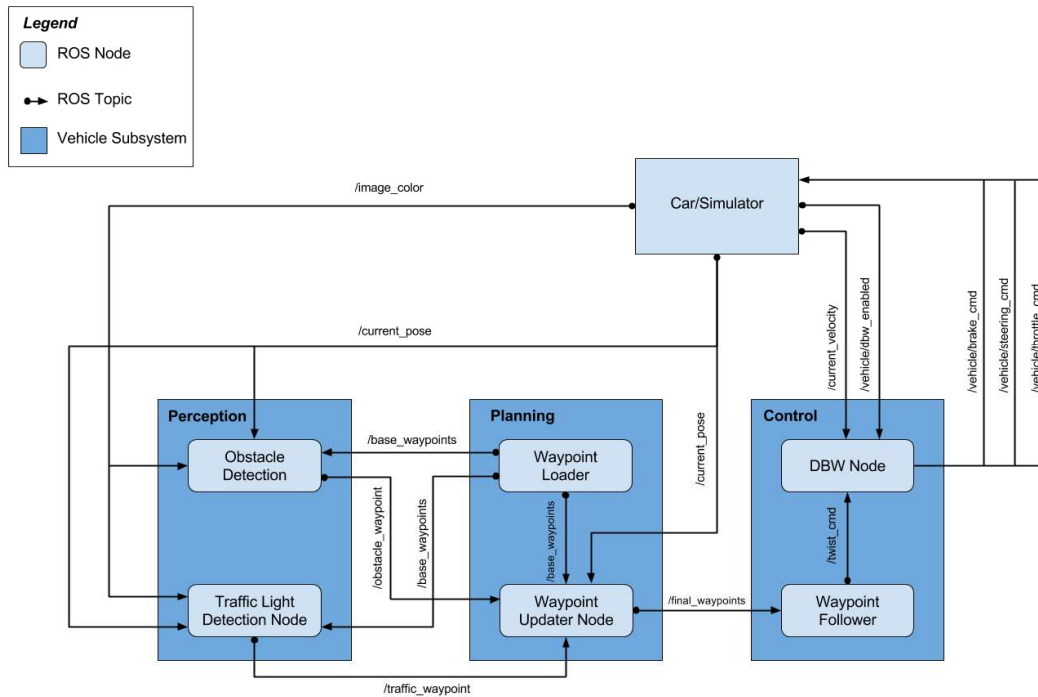 Legend
ROS Node
ROS Topic
Vehicle Subsystem
/image_color
Car/Simulator
/current_pose
/current_velocity
/vehicle/dbw_enabled
/vehicle/brake_cmd
/vehicle/steering_cmd
/vehicle/throttle_cmd
Perception
Planning
Control
Obstacle
Detection
/base_waypoints
Waypoint
Loader
/current_pose
DBW Node
/obstacle_waypoint
/base_waypoints
/base_waypoints
/twist_cmd
Traffic Light
Detection Node
Waypoint
Updater Node
/final_waypoints
Waypoint
Follower
/traffic_waypoint